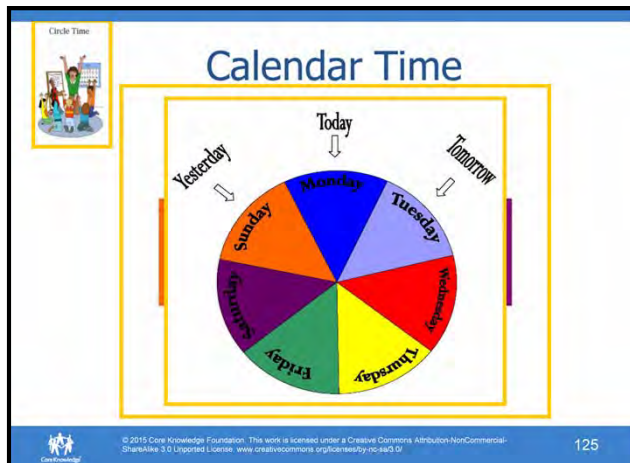 Circle Time
Calendar Time
Today
Yesterday
Tomorrow
Monday
Sunday
Tuesday
Saturday
Wednesday
Friday
Thursday
CoreKnowledge
© 2015 Core Knowledge Foundation. This work is licensed under a Creative Commons Attribution-NonCommercial-
ShareAlike 3.0 Unported License. www.creativecommons.org/licenses/by-nc-sa/3.0/
125